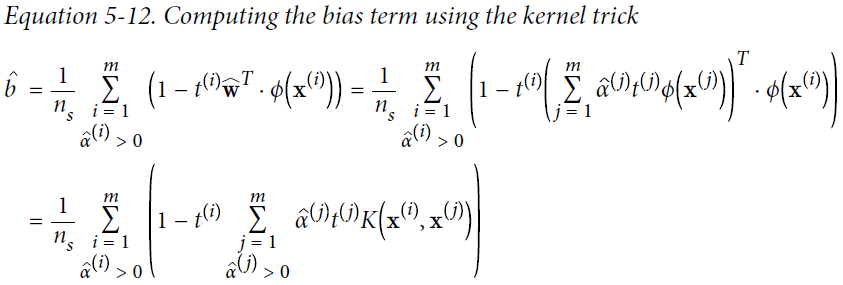 Equation 5-12. Computing the bias term using the kernel trick
b̂ = 1/n_s ∑_{i=1, α̂^(i) > 0}^{m} (1 − t^(i) ŵ^T · ϕ(x^(i))) = 1/n_s ∑_{i=1, α̂^(i) > 0}^{m} (1 − t^(i) (∑_{j=1}^{m} α̂^(j) t^(j) ϕ(x^(j)))^T · ϕ(x^(i)))
= 1/n_s ∑_{i=1, α̂^(i) > 0}^{m} (1 − t^(i) ∑_{j=1, α̂^(j) > 0}^{m} α̂^(j) t^(j) K(x^(i), x^(j)))